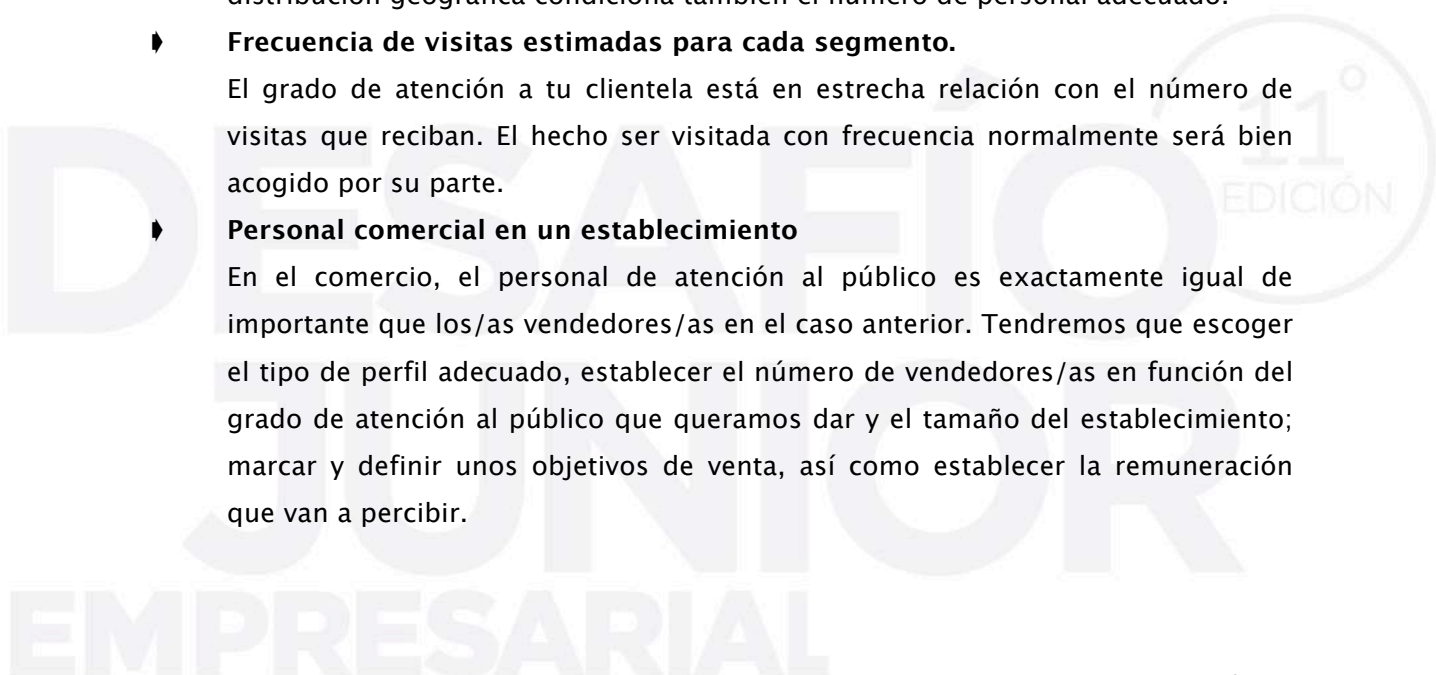 distribución geográfica condiciona también el número de personal adecuado.
Frecuencia de visitas estimadas para cada segmento.
El grado de atención a tu clientela está en estrecha relación con el número de
visitas que reciban. El hecho ser visitada con frecuencia normalmente será bien
acogido por su parte.
Personal comercial en un establecimiento
En el comercio, el personal de atención al público es exactamente igual de
importante que los/as vendedores/as en el caso anterior. Tendremos que escoger
el tipo de perfil adecuado, establecer el número de vendedores/as en función del
grado de atención al público que queramos dar y el tamaño del establecimiento;
marcar y definir unos objetivos de venta, así como establecer la remuneración
que van a percibir.
11°
EDICIÓN
DESAFÍO
JUNIOR
EMPRESARIAL